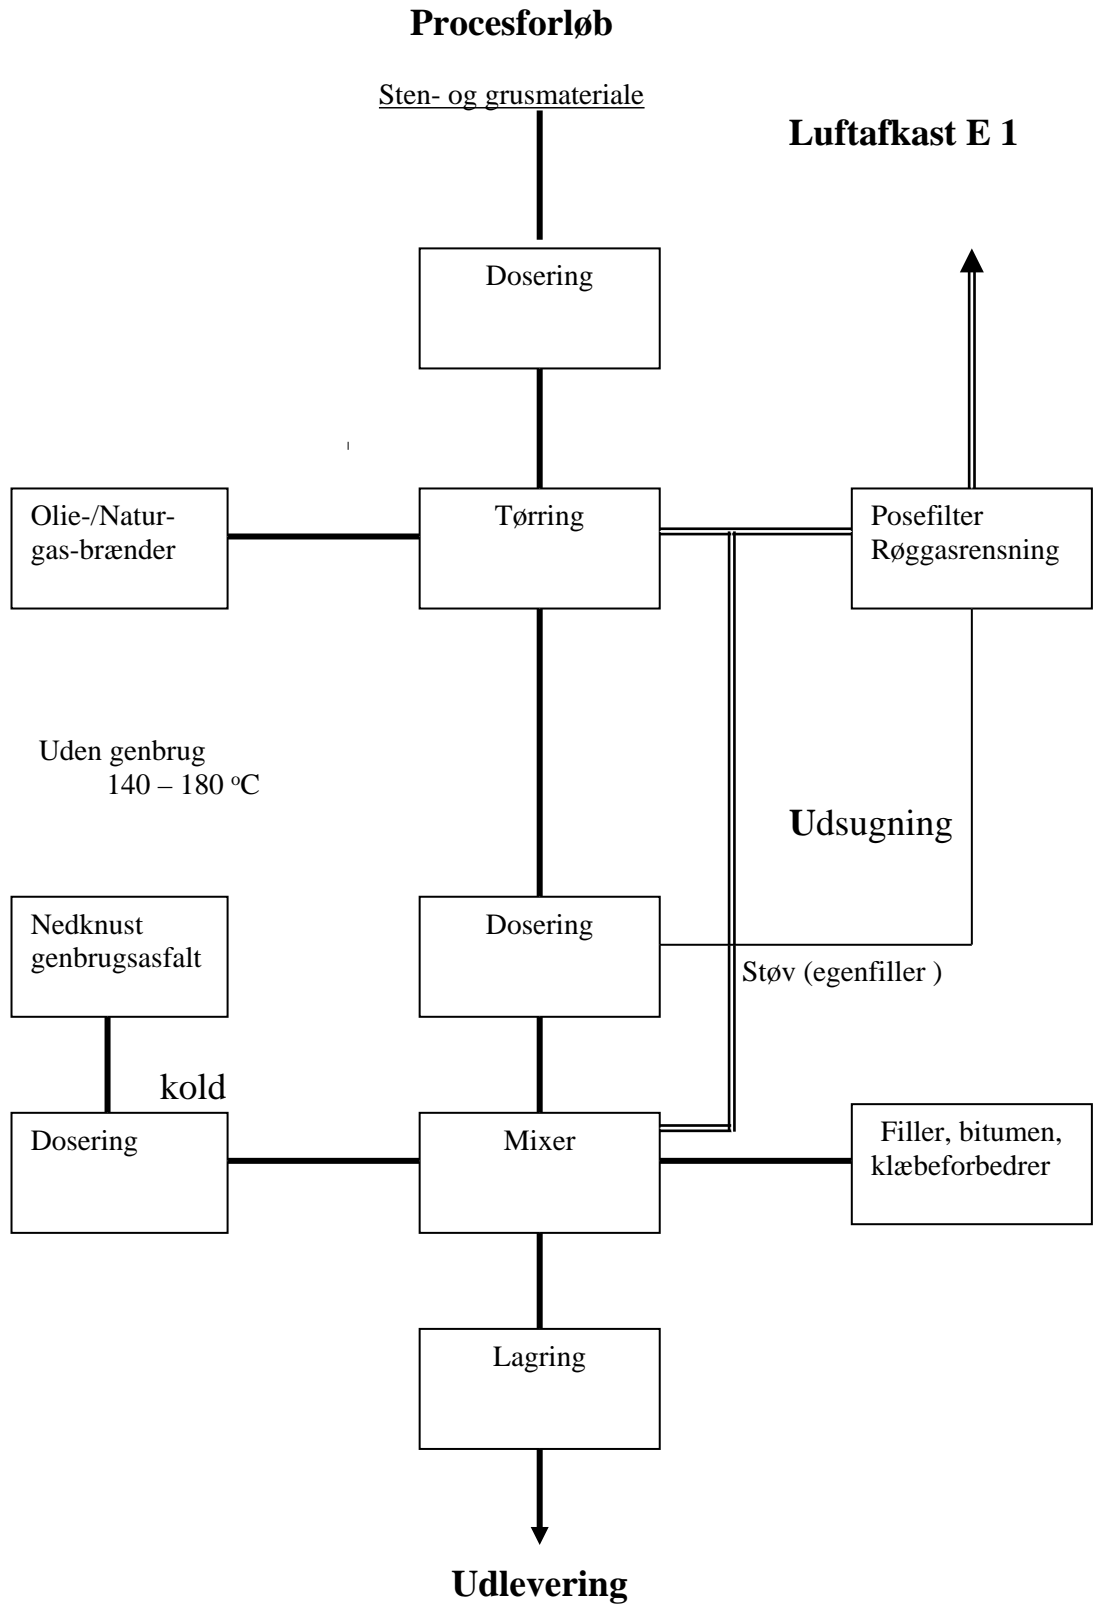 Procesforløb
Sten- og grusmateriale
Luftafkast E 1
Dosering
Olie-/Natur-
gas-brænder
Tørring
Posefilter
Røggasrensning
Uden genbrug
140 – 180 ºC
Udsugning
Nedknust
genbrugsasfalt
Dosering
Støv (egenfiller )
kold
Dosering
Mixer
Filler, bitumen,
klæbeforbedrer
Lagring
Udlevering